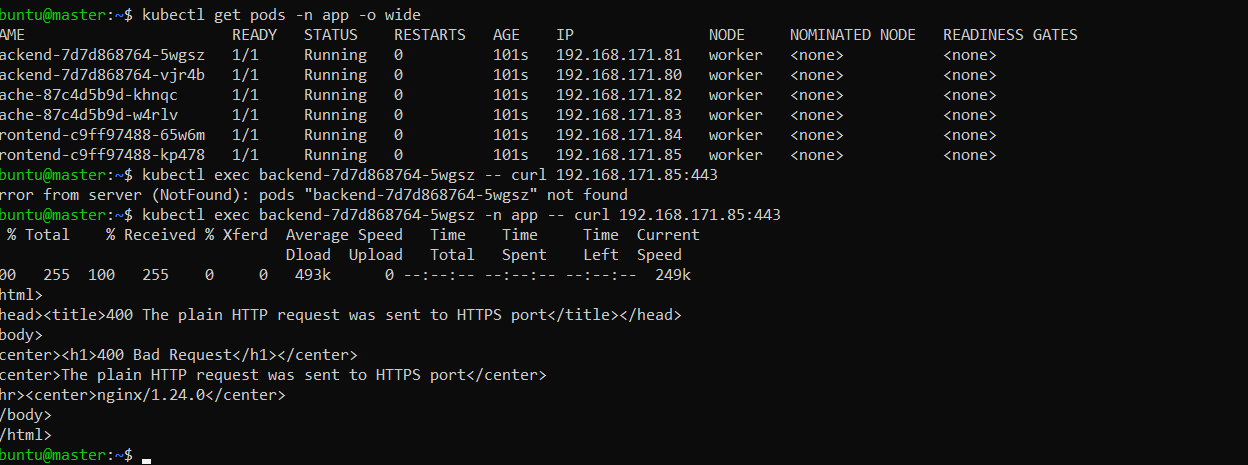 buntu@master:~$ kubectl get pods -n app -o wide
AME READY STATUS RESTARTS AGE IP NODE NOMINATED NODE READINESS GATES
ackend-7d7d868764-5wgsz 1/1 Running 0 101s 192.168.171.81 worker <none> <none>
ackend-7d7d868764-vjr4b 1/1 Running 0 101s 192.168.171.80 worker <none> <none>
ache-87c4d5b9d-khnqc 1/1 Running 0 101s 192.168.171.82 worker <none> <none>
ache-87c4d5b9d-w4rlv 1/1 Running 0 101s 192.168.171.83 worker <none> <none>
rontend-c9ff97488-65w6m 1/1 Running 0 101s 192.168.171.84 worker <none> <none>
rontend-c9ff97488-kp478 1/1 Running 0 101s 192.168.171.85 worker <none> <none>
buntu@master:~$ kubectl exec backend-7d7d868764-5wgsz -- curl 192.168.171.85:443
rror from server (NotFound): pods "backend-7d7d868764-5wgsz" not found
buntu@master:~$ kubectl exec backend-7d7d868764-5wgsz -n app -- curl 192.168.171.85:443
% Total % Received % Xferd Average Speed Time Time Time Current
Dload Upload Total Spent Left Speed
00 255 100 255 0 0 493k 0 --:--:-- --:--:-- --:--:-- 249k
html>
head><title>400 The plain HTTP request was sent to HTTPS port</title></head>
body>
center><h1>400 Bad Request</h1></center>
center>The plain HTTP request was sent to HTTPS port</center>
hr><center>nginx/1.24.0</center>
/body>
/html>
buntu@master:~$